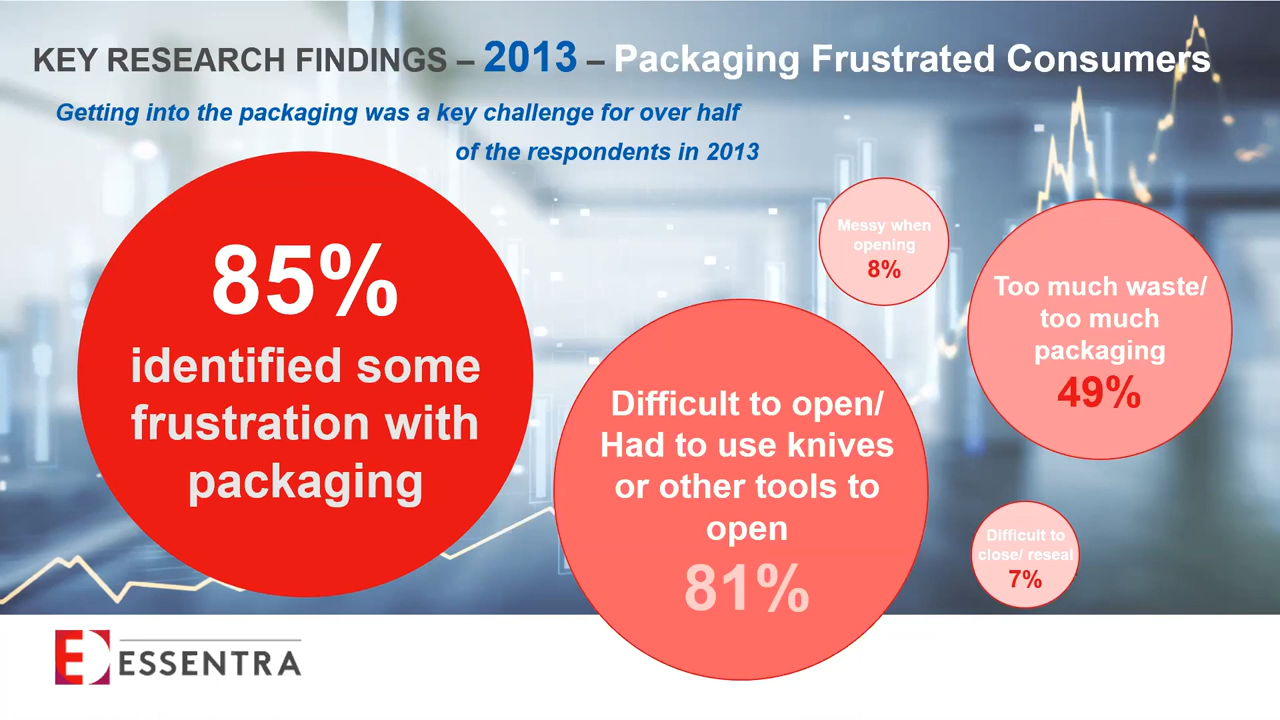 KEY RESEARCH FINDINGS – 2013 – Packaging Frustrated Consumers
Getting into the packaging was a key challenge for over half
of the respondents in 2013
85%
identified some
frustration with
packaging
Difficult to open/
Had to use knives
or other tools to
open
81%
Messy when
opening
8%
Too much waste/
too much
packaging
49%
Difficult to
close/ reseal
7%
ESSENTRA